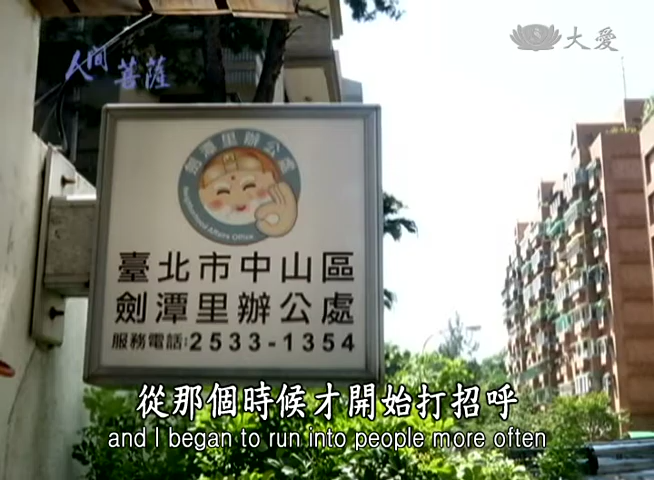 人間菩薩
大愛
劍潭里辦公處
Neighborhood Affairs Office
臺北市中山區
劍潭里辦公處
服務電話:2533-1354
從那個時候才開始打招呼
and I began to run into people more often